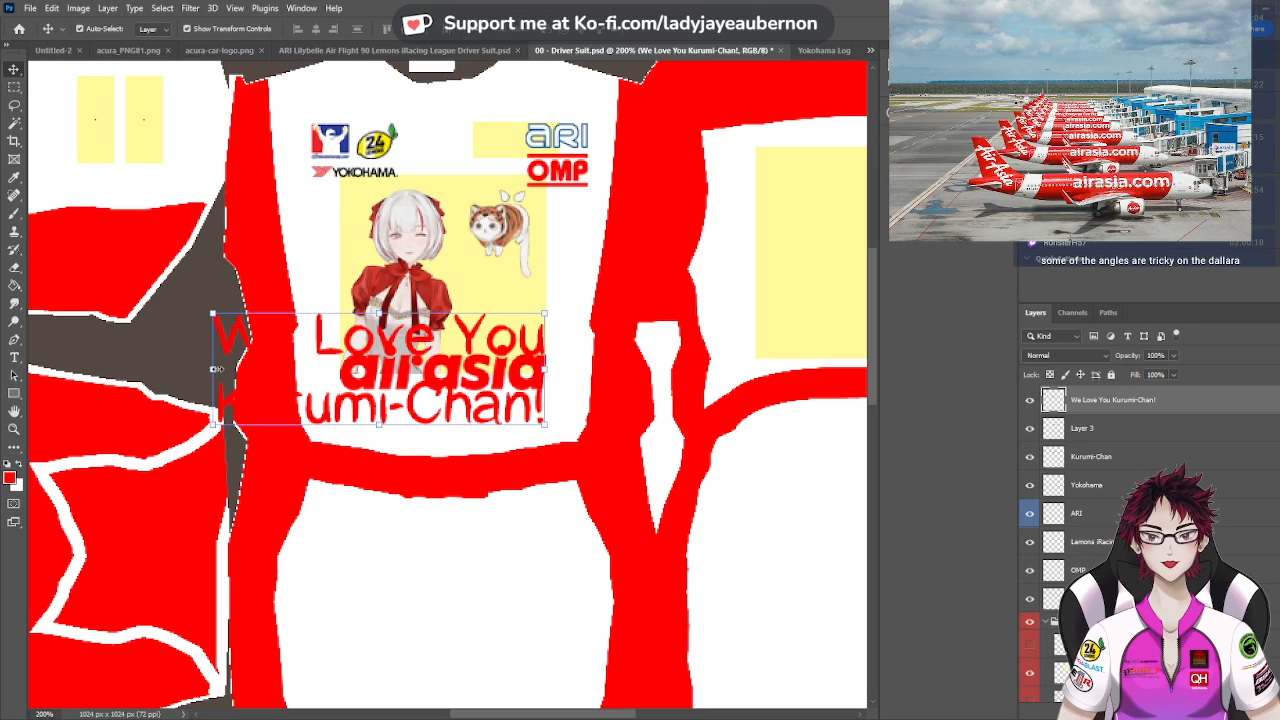 File Edit Image Layer Type Select Filter 3D View Plugins Window Help
Support me at Ko-fi.com/ladyjayeaubernon
Auto-Select: Layer Show Transform Controls
Untitled-2 × acura_PNG81.png × acura-car-logo.png × ARI Lilybelle Air Flight 90 Lemons iRacing League Driver Suit.psd × 00 - Driver Suit.psd @ 200% (We Love You Kurumi-Chan!, RGB/8) * × Yokohama Log
24
ARI
YOKOHAMA.
OMP
We Love You
airasia
Kurumi-Chan!
AirAsia
airasia.com
airasia.com
airasia.com
some of the angles are tricky on the dallara
Layers Channels Paths
Kind
Normal Opacity: 100%
Lock: Fill: 100%
We Love You Kurumi-Chan!
Layer 3
Kurumi-Chan
Yokohama
ARI
Lemons iRacin
OMP
24
QH
200% 1024 px x 1024 px (72 ppi)